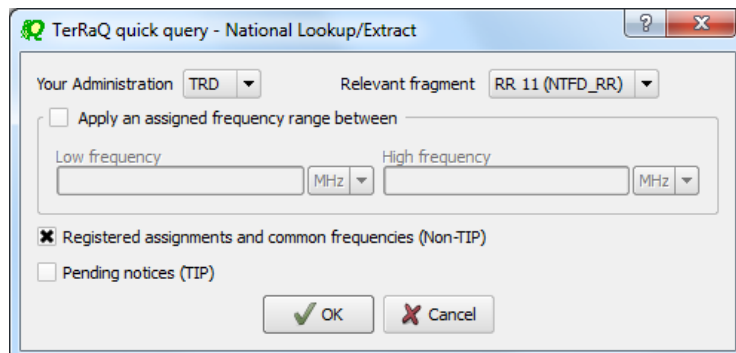 TerRaQ quick query - National Lookup/Extract
?
Your Administration TRD Relevant fragment RR 11 (NTFD_RR)
Apply an assigned frequency range between
Low frequency High frequency
MHz MHz
Registered assignments and common frequencies (Non-TIP)
Pending notices (TIP)
OK Cancel